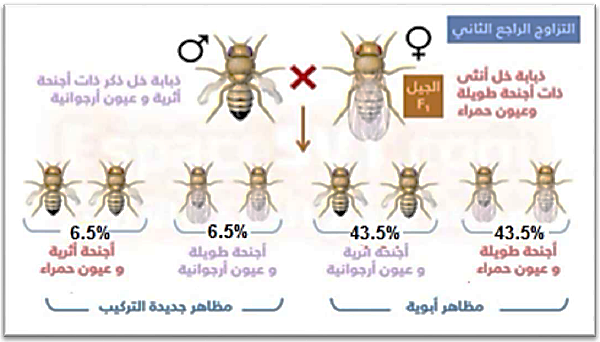 التزاوج الراجع الثاني
ذبابة خل أنثى
ذات أجنحة طويلة
وعيون حمراء
الجيل
F₁
ذبابة خل ذكر ذات أجنحة
أثرية و عيون أرجوانية
43.5%
43.5%
6.5%
6.5%
أجنحة طويلة
و عيون حمراء
أجنحة أثرية
و عيون أرجوانية
أجنحة طويلة
و عيون أرجوانية
أجنحة أثرية
و عيون حمراء
مظاهر أبوية
مظاهر جديدة التركيب